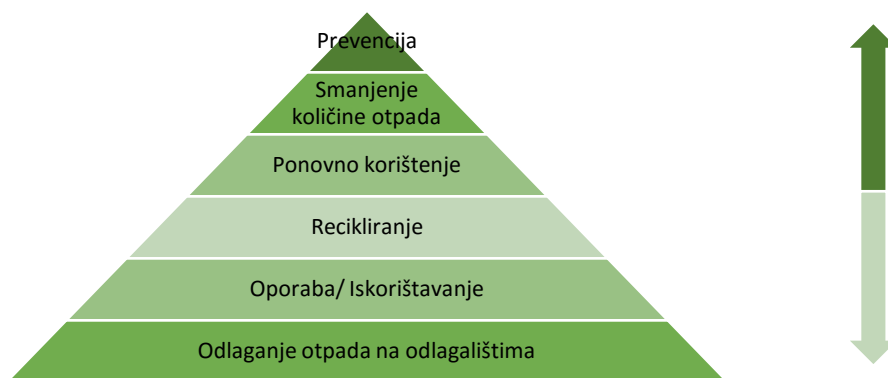 Prevencija
Smanjenje
količine otpada
Ponovno korištenje
Recikliranje
Oporaba/ Iskorištavanje
Odlaganje otpada na odlagalištima